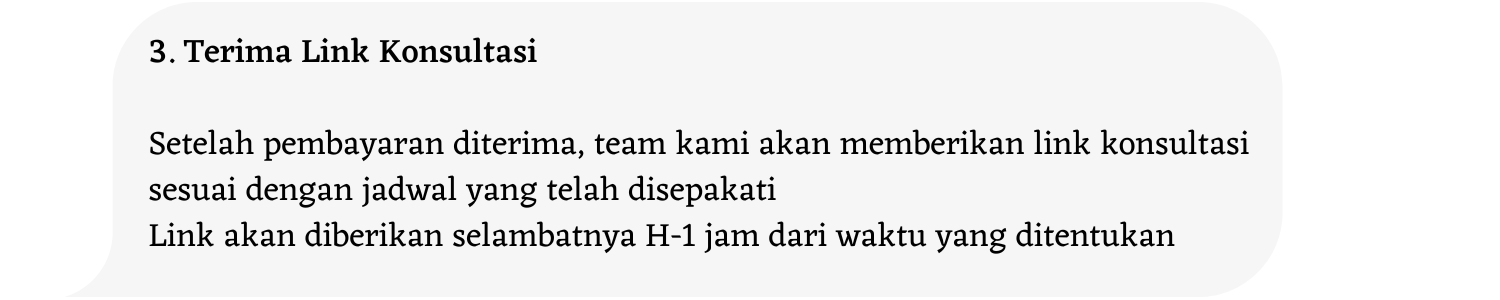 3. Terima Link Konsultasi
Setelah pembayaran diterima, team kami akan memberikan link konsultasi
sesuai dengan jadwal yang telah disepakati
Link akan diberikan selambatnya H-1 jam dari waktu yang ditentukan